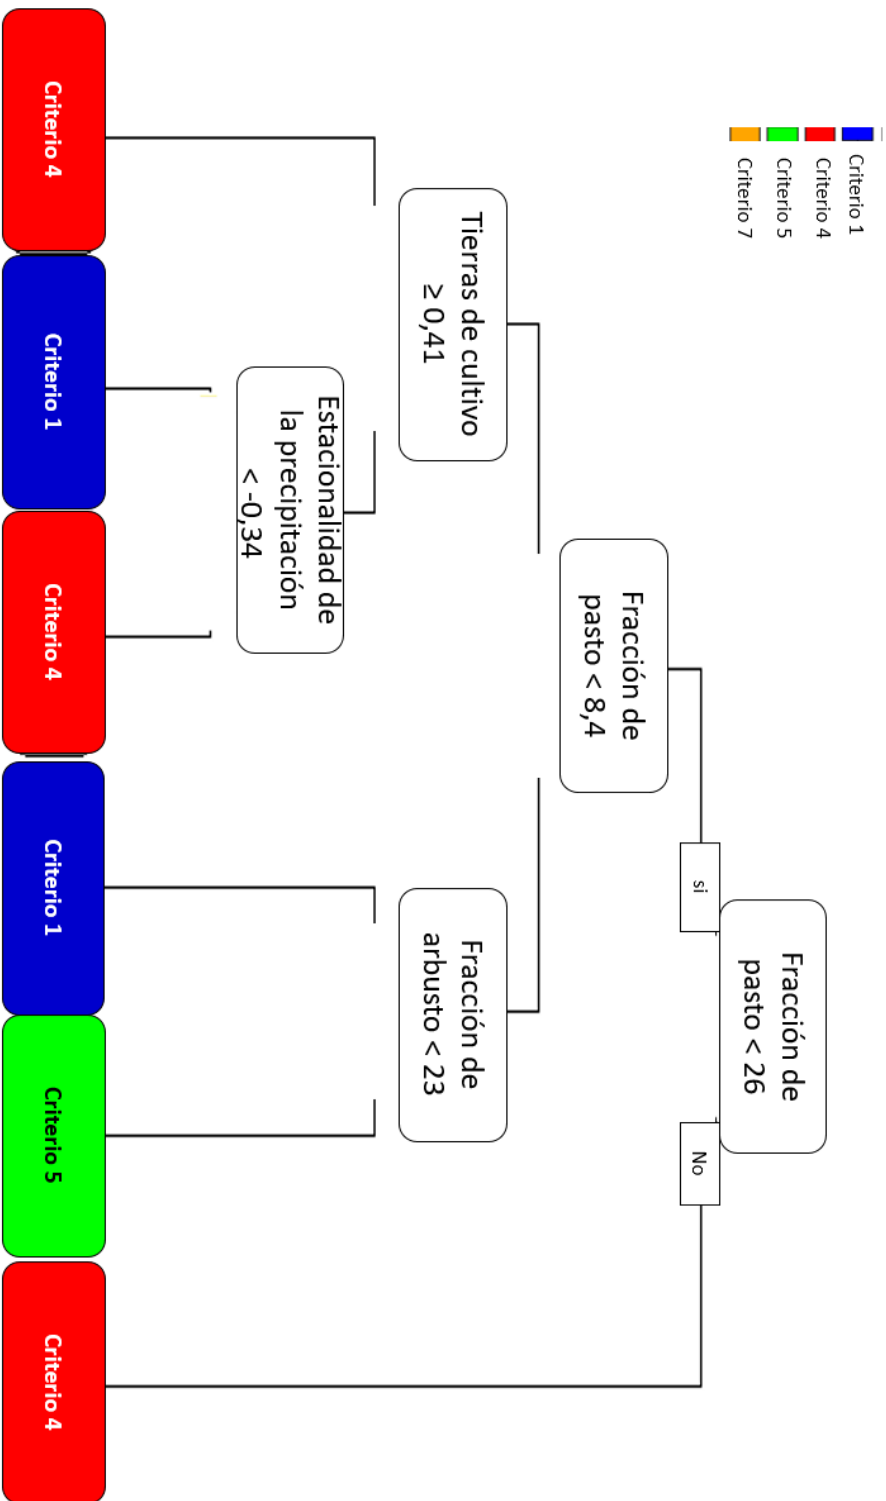 Criterio 1
Criterio 4
Criterio 5
Criterio 7
Fracción de
pasto < 26
si
No
Fracción de
pasto < 8,4
Tierras de cultivo
≥ 0,41
Fracción de
arbusto < 23
Estacionalidad de
la precipitación
< -0,34
Criterio 4
Criterio 1
Criterio 4
Criterio 1
Criterio 5
Criterio 4